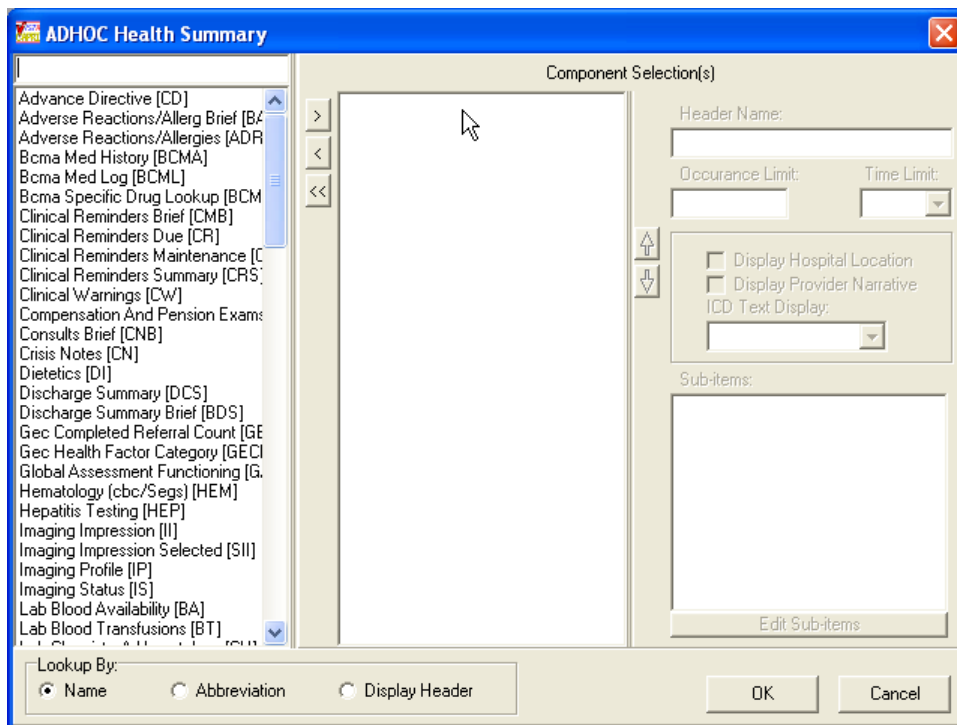 ADHOC Health Summary
Component Selection(s)
Advance Directive [CD]
Adverse Reactions/Allerg Brief [BA
Adverse Reactions/Allergies [ADR
Bcma Med History [BCMA]
Bcma Med Log [BCML]
Bcma Specific Drug Lookup [BCM
Clinical Reminders Brief [CMB]
Clinical Reminders Due [CR]
Clinical Reminders Maintenance [C
Clinical Reminders Summary [CRS]
Clinical Warnings [CW]
Compensation And Pension Exams
Consults Brief [CNB]
Crisis Notes [CN]
Dietetics [DI]
Discharge Summary [DCS]
Discharge Summary Brief [BDS]
Gec Completed Referral Count [GE
Gec Health Factor Category [GECI
Global Assessment Functioning [G
Hematology (cbc/Segs) [HEM]
Hepatitis Testing [HEP]
Imaging Impression [II]
Imaging Impression Selected [SII]
Imaging Profile [IP]
Imaging Status [IS]
Lab Blood Availability [BA]
Lab Blood Transfusions [BT]
>
<
<<
Header Name:
Occurance Limit: Time Limit:
Display Hospital Location
Display Provider Narrative
ICD Text Display:
Sub-items:
Edit Sub-items
Lookup By:
Name Abbreviation Display Header
OK Cancel